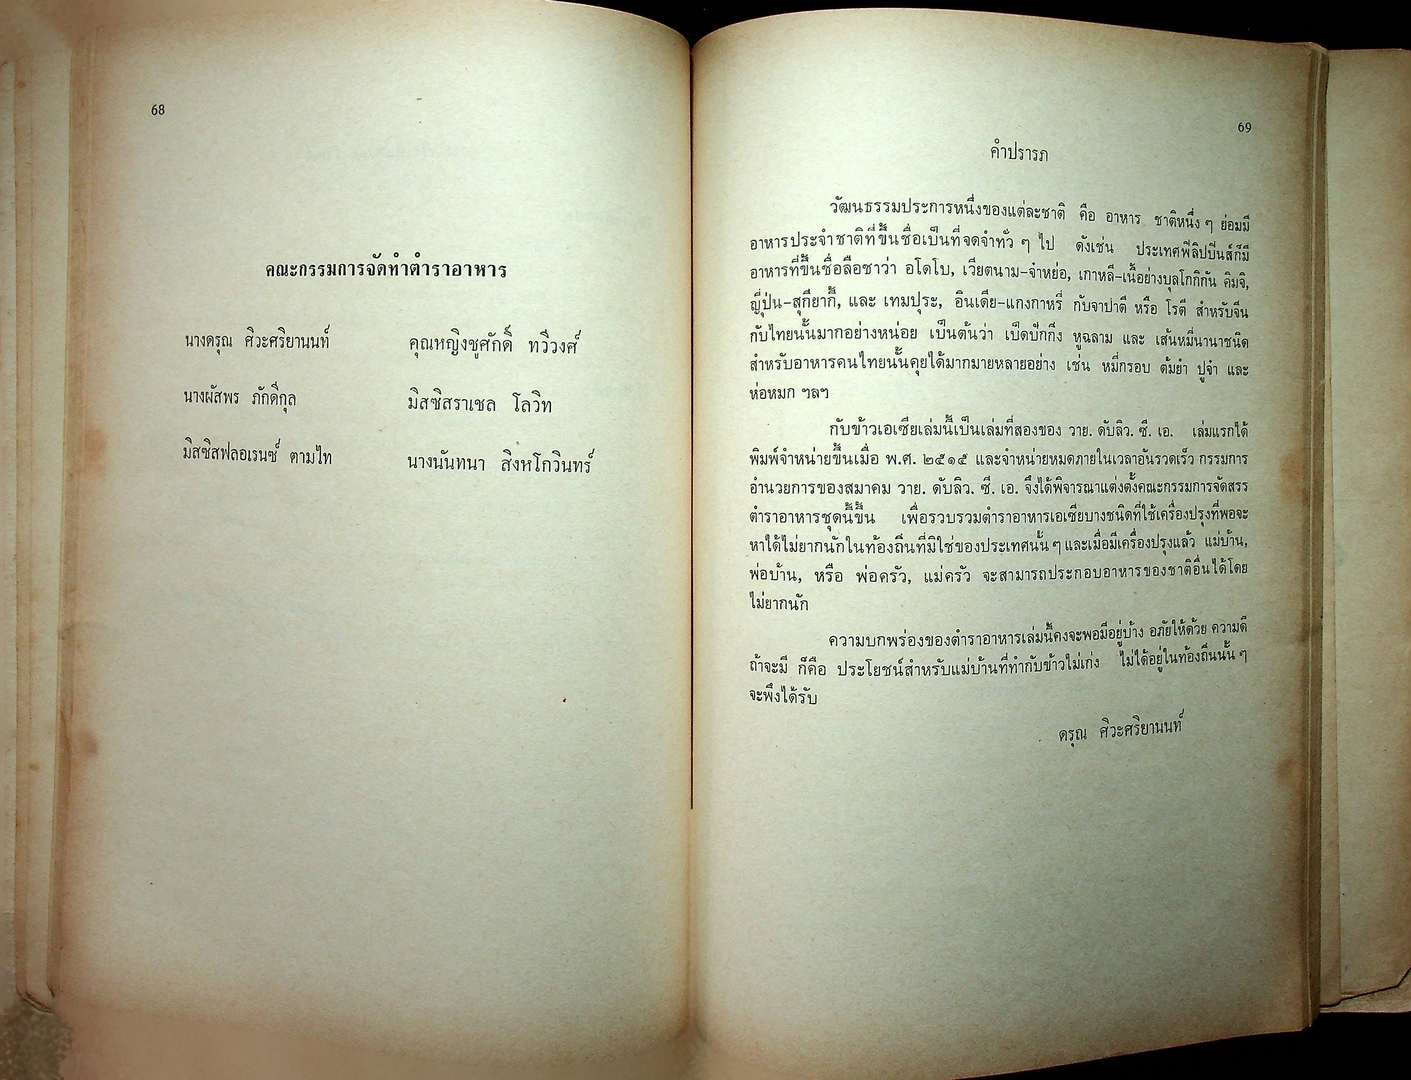 68
คณะกรรมการจัดทำตำราอาหาร
นางดรุณ ศิวะศริยานนท์ คุณหญิงชูศักดิ์ ทวีวงศ์
นางผัสพร ภักดีกุล มิสซิสราเชล โลวิท
มิสซิสฟลอเรนซ์ ตามไท นางนันทนา สิงหโกวินทร์
69
คำปรารภ
วัฒนธรรมประการหนึ่งของแต่ละชาติ คือ อาหาร ชาติหนึ่ง ๆ ย่อมมี
อาหารประจำชาติที่ขึ้นชื่อเป็นที่จดจำทั่ว ๆ ไป ดังเช่น ประเทศฟิลิปปินส์ก็มี
อาหารที่ขึ้นชื่อลือชาว่า อโดโบ, เวียตนาม-จำหย่อ, เกาหลี-เนื้อย่างบุลโกกิกัน คิมจิ,
ญี่ปุ่น-สุกียากี้, และ เทมปุระ, อินเดีย-แกงกาหรี่ กับจาปาตี หรือ โรตี สำหรับจีน
กับไทยนั้นมากอย่างหน่อย เป็นต้นว่า เป็ดปักกิ่ง หูฉลาม และ เส้นหมี่นานาชนิด
สำหรับอาหารคนไทยนั้นคุยได้มากมายหลายอย่าง เช่น หมี่กรอบ ต้มยำ ปูจ๋า และ
ห่อหมก ฯลฯ
กับข้าวเอเซียเล่มนี้เป็นเล่มที่สองของ วาย. ดับลิว. ซี. เอ. เล่มแรกได้
พิมพ์จำหน่ายขึ้นเมื่อ พ.ศ. ๒๕๑๕ และจำหน่ายหมดภายในเวลาอันรวดเร็ว กรรมการ
อำนวยการของสมาคม วาย. ดับลิว. ซี. เอ. จึงได้พิจารณาแต่งตั้งคณะกรรมการจัดสรร
ตำราอาหารชุดนี้ขึ้น เพื่อรวบรวมตำราอาหารเอเซียบางชนิดที่ใช้เครื่องปรุงที่พอจะ
หาได้ไม่ยากนักในท้องถิ่นที่มิใช่ของประเทศนั้น ๆ และเมื่อมีเครื่องปรุงแล้ว แม่บ้าน,
พ่อบ้าน, หรือ พ่อครัว, แม่ครัว จะสามารถประกอบอาหารของชาติอื่นได้โดย
ไม่ยากนัก
ความบกพร่องของตำราอาหารเล่มนี้คงจะพอมีอยู่บ้าง อภัยให้ด้วย ความดี
ถ้าจะมี ก็คือ ประโยชน์สำหรับแม่บ้านที่ทำกับข้าวไม่เก่ง ไม่ได้อยู่ในท้องถิ่นนั้น ๆ
จะพึงได้รับ
ดรุณ ศิวะศริยานนท์